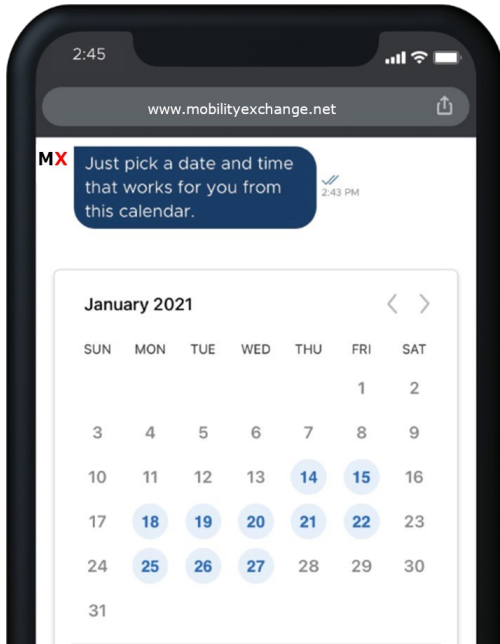 2:45
www.mobilityexchange.net
MX
Just pick a date and time
that works for you from
this calendar.
2:43 PM
January 2021
SUN MON TUE WED THU FRI SAT
1 2
3 4 5 6 7 8 9
10 11 12 13 14 15 16
17 18 19 20 21 22 23
24 25 26 27 28 29 30
31